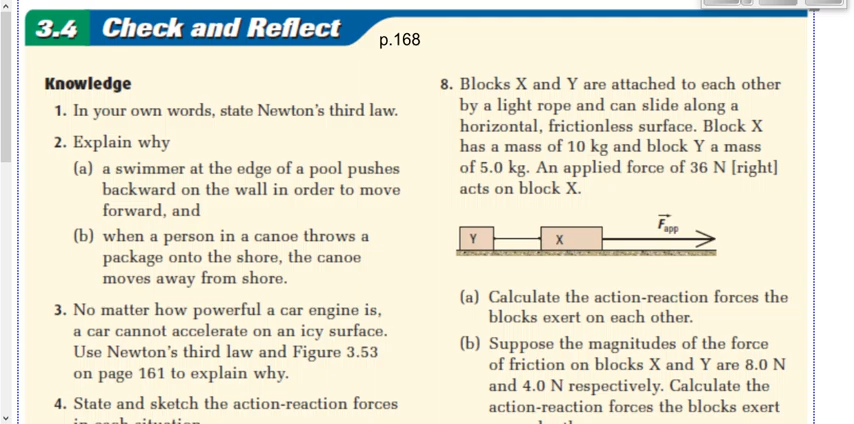 3.4 Check and Reflect
p.168
Knowledge
1. In your own words, state Newton's third law.
2. Explain why
(a) a swimmer at the edge of a pool pushes
backward on the wall in order to move
forward, and
(b) when a person in a canoe throws a
package onto the shore, the canoe
moves away from shore.
3. No matter how powerful a car engine is,
a car cannot accelerate on an icy surface.
Use Newton's third law and Figure 3.53
on page 161 to explain why.
4. State and sketch the action-reaction forces
in each situation.
8. Blocks X and Y are attached to each other
by a light rope and can slide along a
horizontal, frictionless surface. Block X
has a mass of 10 kg and block Y a mass
of 5.0 kg. An applied force of 36 N [right]
acts on block X.
F app
Y X
(a) Calculate the action-reaction forces the
blocks exert on each other.
(b) Suppose the magnitudes of the force
of friction on blocks X and Y are 8.0 N
and 4.0 N respectively. Calculate the
action-reaction forces the blocks exert